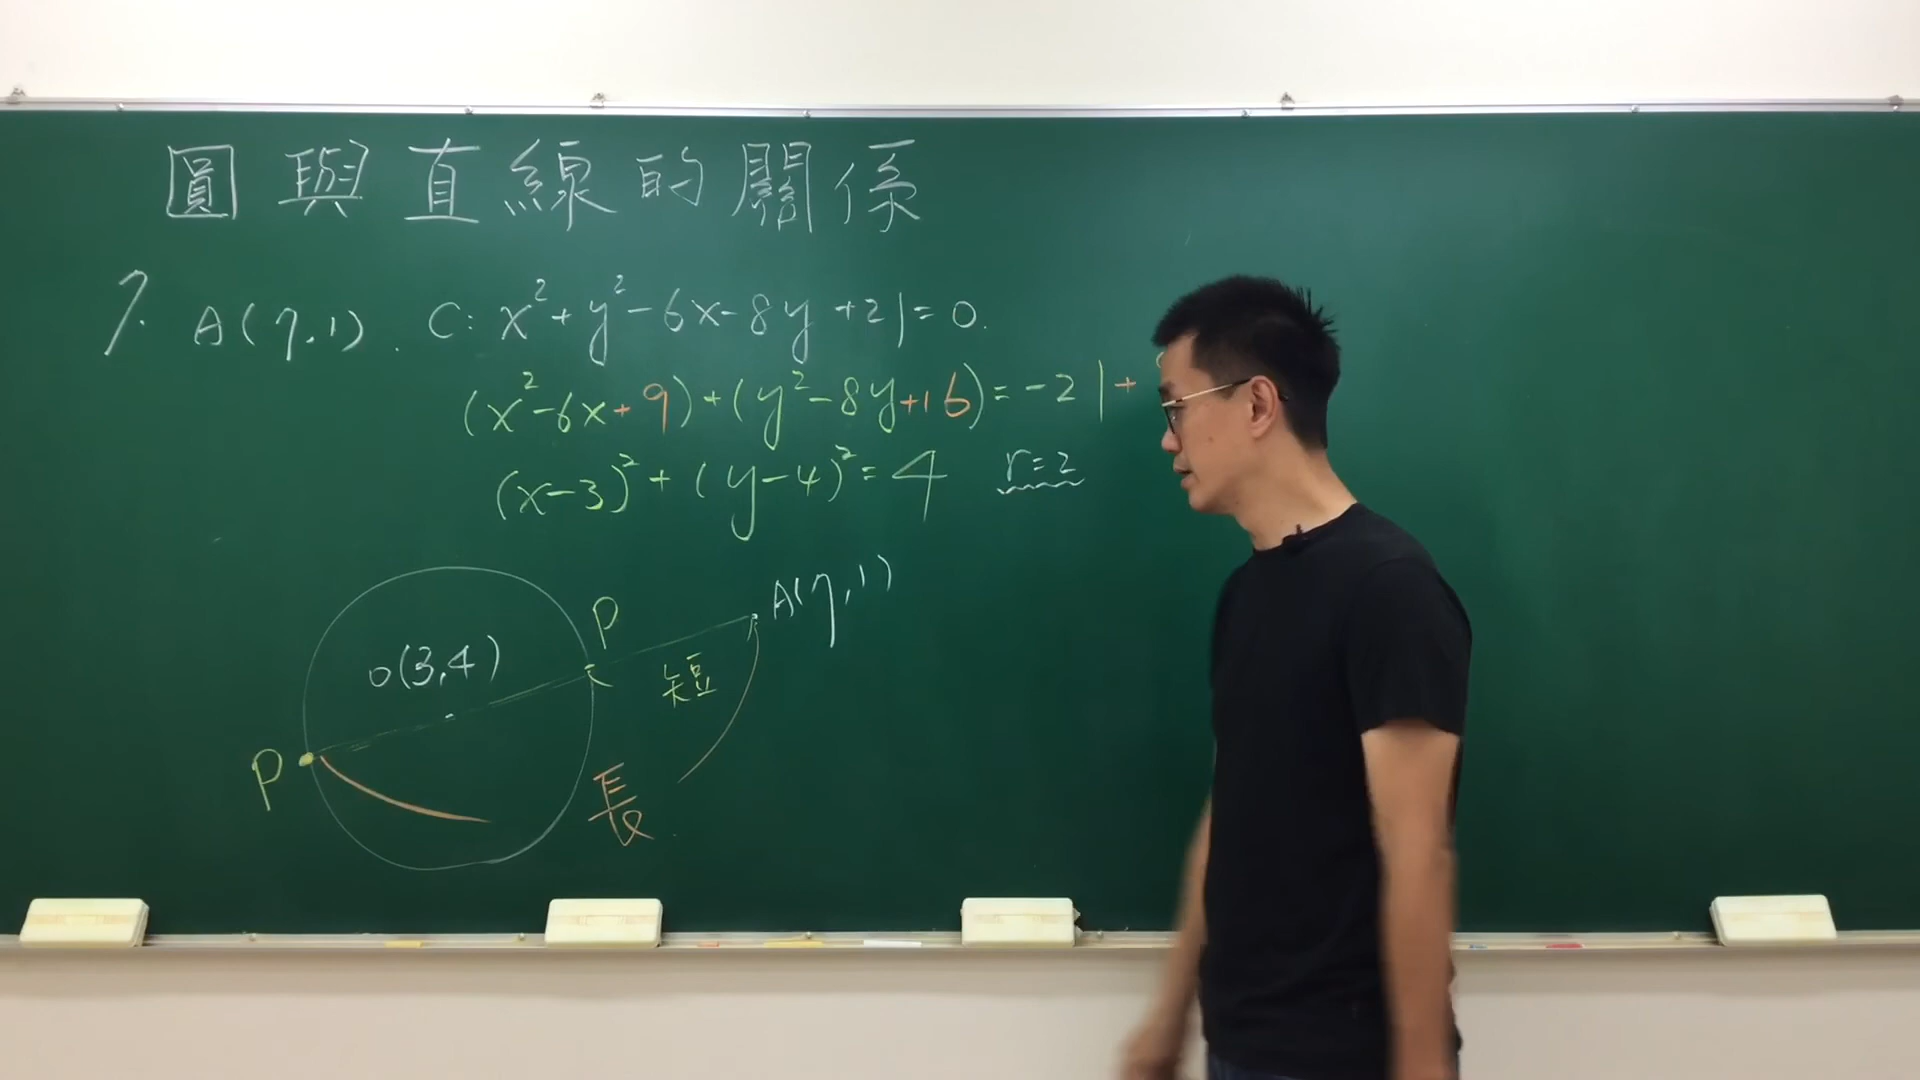 圓與直線的關係
7. A(7,1). C: x²+y²-6x-8y+21=0.
(x²-6x+9)+(y²-8y+16)=-21+
(x-3)²+(y-4)²=4 r=2
A(7,1)
P
O(3,4)
短
P
長